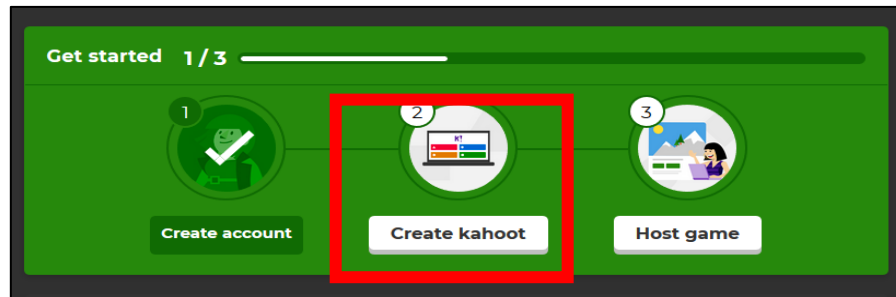 Get started 1 / 3
1
2
3
K!
Create account
Create kahoot
Host game